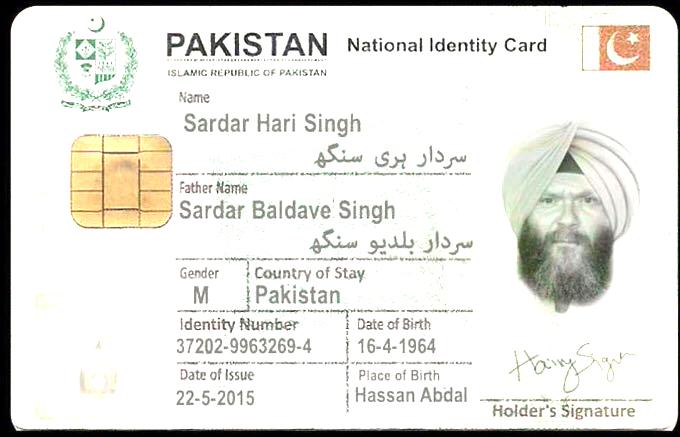 PAKISTAN National Identity Card
ISLAMIC REPUBLIC OF PAKISTAN
Name
Sardar Hari Singh
سردار ہری سنگھ
Father Name
Sardar Baldave Singh
سردار بلدیو سنگھ
Gender Country of Stay
M Pakistan
Identity Number Date of Birth
37202-9963269-4 16-4-1964
Date of Issue Place of Birth
22-5-2015 Hassan Abdal
Holder's Signature